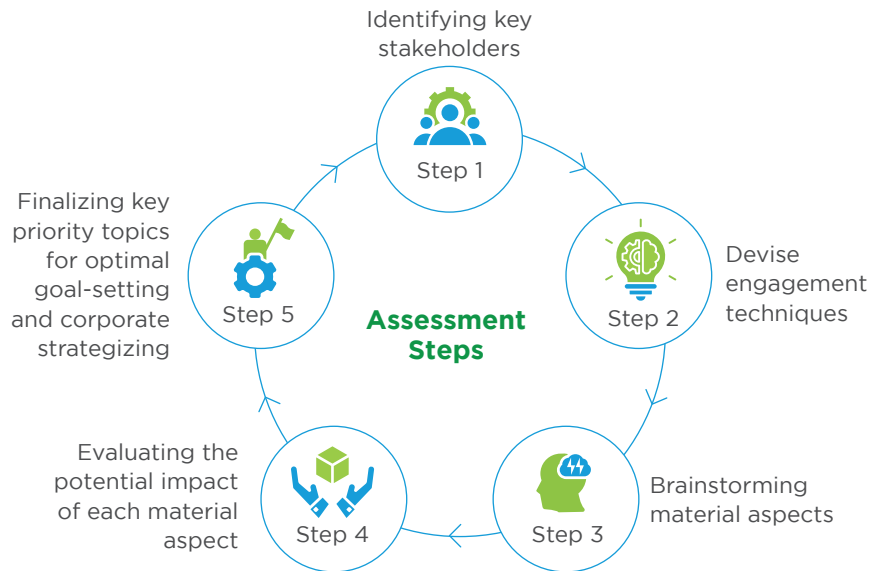 Identifying key
stakeholders
Step 1
Devise
engagement
techniques
Step 2
Brainstorming
material aspects
Step 3
Evaluating the
potential impact
of each material
aspect
Step 4
Finalizing key
priority topics
for optimal
goal-setting
and corporate
strategizing
Step 5
Assessment
Steps